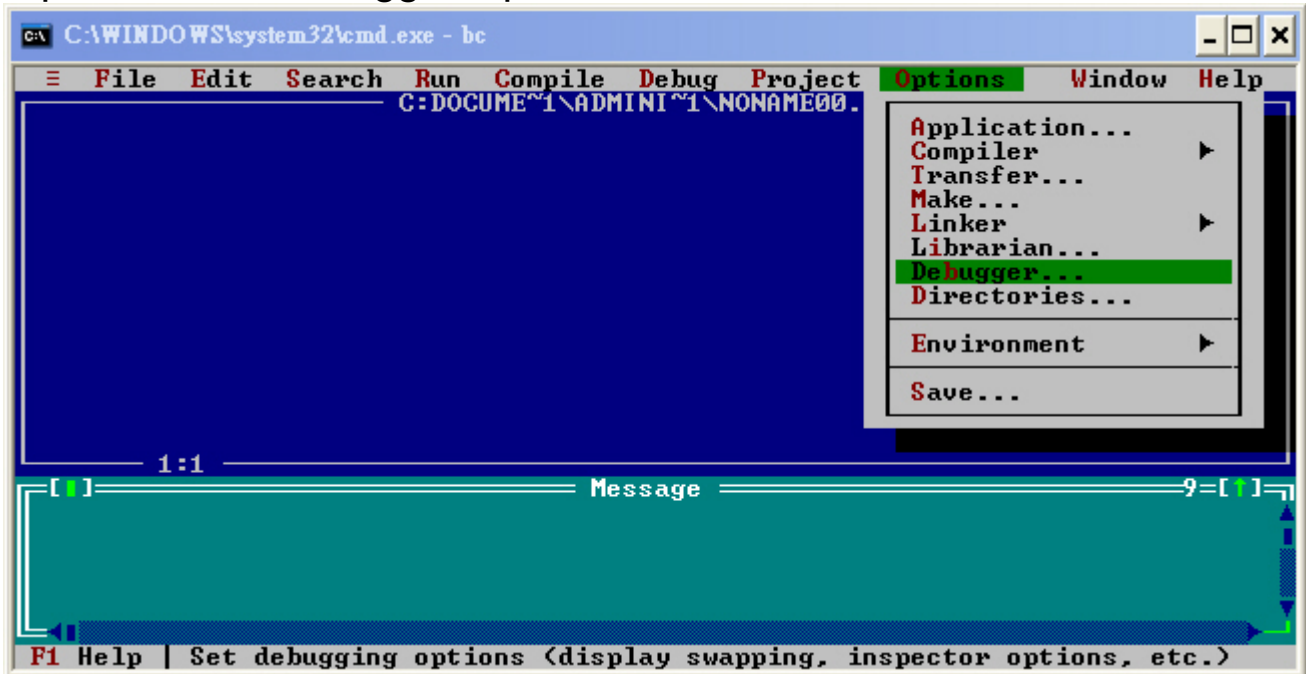 C:\WINDOWS\system32\cmd.exe - bc
≡ File Edit Search Run Compile Debug Project Options Window Help
C:DOCUME~1\ADMINI~1\NONAME00.
Application...
Compiler ►
Transfer...
Make...
Linker ►
Librarian...
Debugger...
Directories...
Environment ►
Save...
1:1
[ ] Message 9=[↑]
F1 Help | Set debugging options (display swapping, inspector options, etc.)